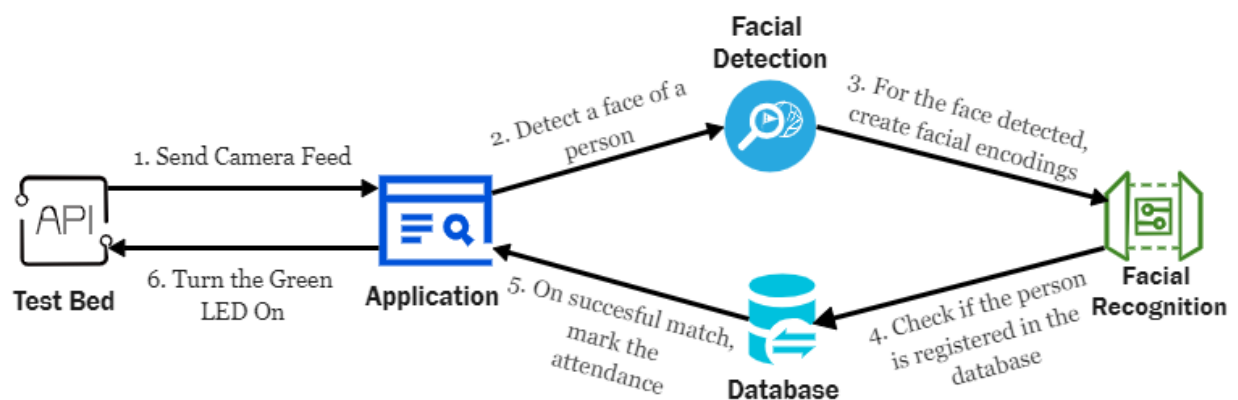 Facial
Detection
2. Detect a face of a
person
3. For the face detected,
create facial encodings
1. Send Camera Feed
API
Test Bed
6. Turn the Green
LED On
Application
5. On succesful match,
mark the
attendance
Database
4. Check if the person
is registered in the
database
Facial
Recognition